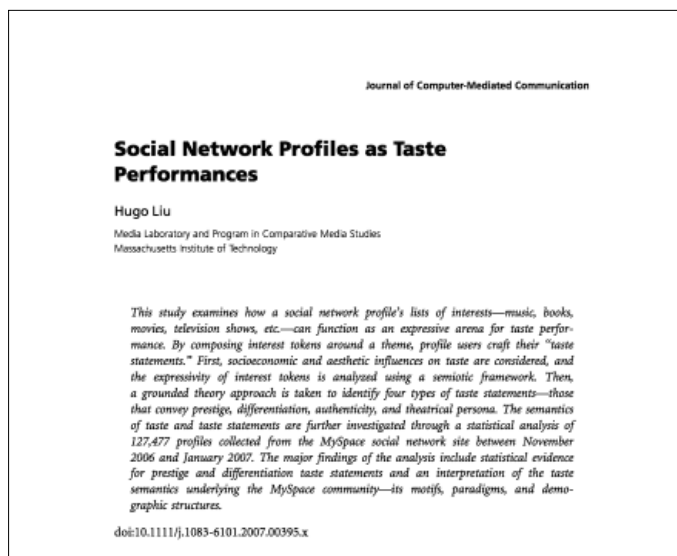 Journal of Computer-Mediated Communication
Social Network Profiles as Taste
Performances
Hugo Liu
Media Laboratory and Program in Comparative Media Studies
Massachusetts Institute of Technology
This study examines how a social network profile's lists of interests—music, books,
movies, television shows, etc.—can function as an expressive arena for taste perfor-
mance. By composing interest tokens around a theme, profile users craft their “taste
statements.” First, socioeconomic and aesthetic influences on taste are considered, and
the expressivity of interest tokens is analyzed using a semiotic framework. Then,
a grounded theory approach is taken to identify four types of taste statements—those
that convey prestige, differentiation, authenticity, and theatrical persona. The semantics
of taste and taste statements are further investigated through a statistical analysis of
127,477 profiles collected from the MySpace social network site between November
2006 and January 2007. The major findings of the analysis include statistical evidence
for prestige and differentiation taste statements and an interpretation of the taste
semantics underlying the MySpace community—its motifs, paradigms, and demo-
graphic structures.
doi:10.1111/j.1083-6101.2007.00395.x